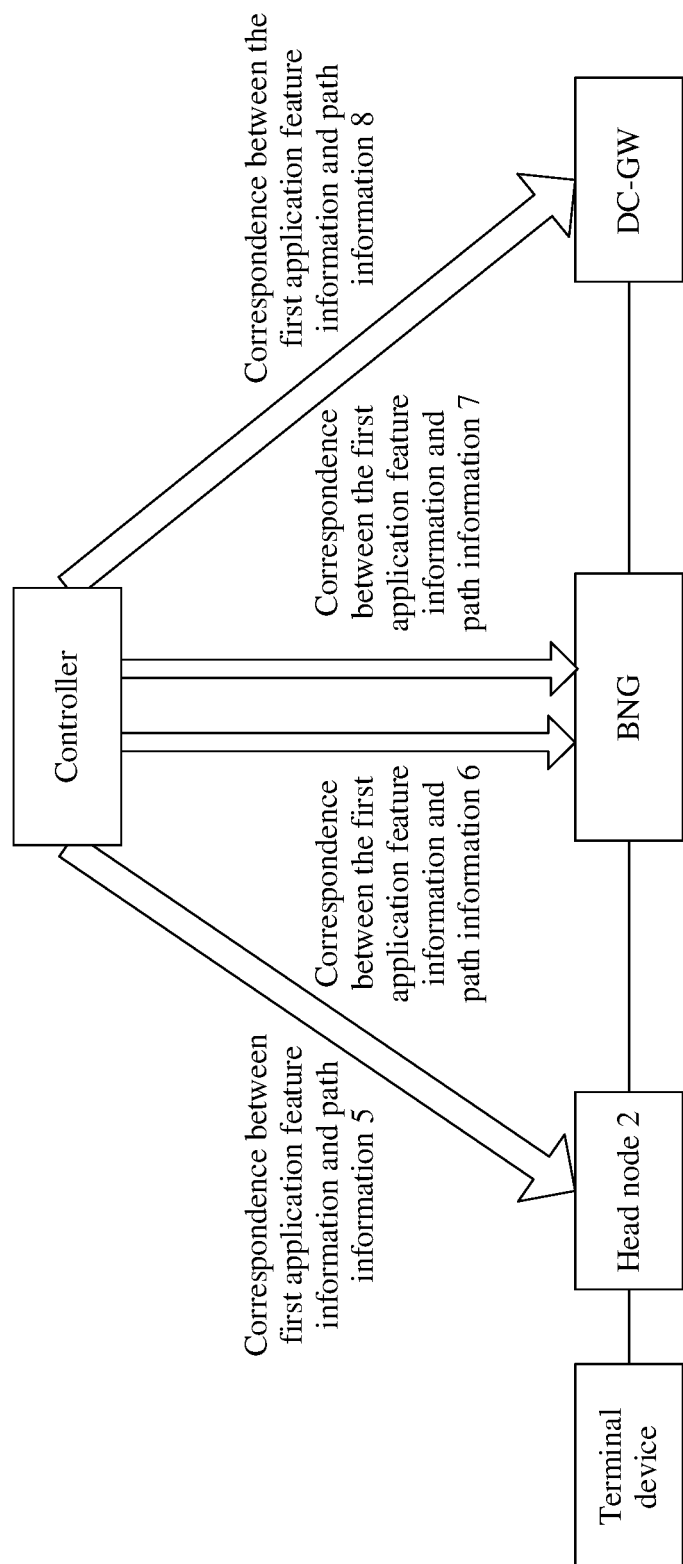 Controller
Correspondence between
first application feature
information and path
information 5
Correspondence
between the first
application feature
information and
path information 6
Correspondence
between the first
application feature
information and
path information 7
Correspondence between the
first application feature
information and path
information 8
Terminal
device
Head node 2
BNG
DC-GW